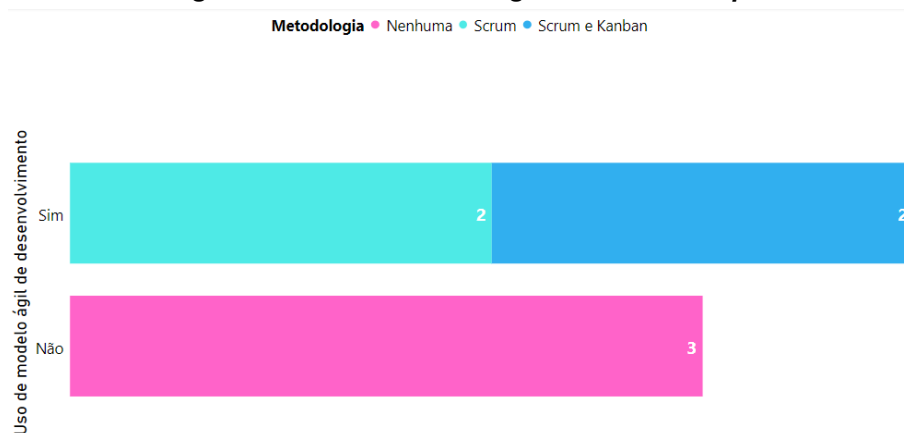 Metodologia Nenhuma Scrum Scrum e Kanban
Uso de modelo ágil de desenvolvimento
Sim
2
2
Não
3